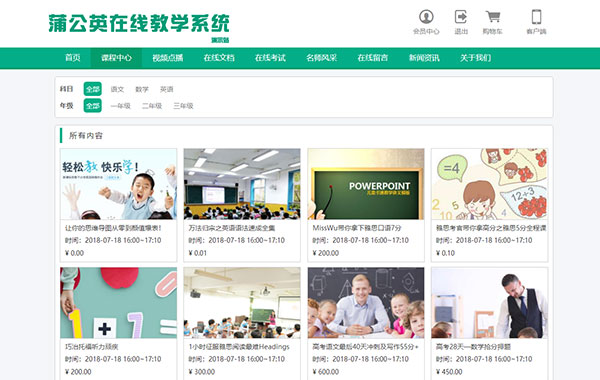 蒲公英在线教学系统
演示站
会员中心 退出 购物车 客户端
首页 课程中心 视频点播 在线文档 在线考试 名师风采 在线留言 新闻资讯 关于我们
科目 全部 语文 数学 英语
年级 全部 一年级 二年级 三年级
所有内容
轻松教 快乐学!
POWERPOINT
=4
12÷3
让你的思维导图从零到颜值爆表!
万法归宗之英语语法速成全集
MissWu带你拿下雅思口语7分
雅思考官带你拿高分之雅思5分全程课
时间: 2018-07-18 16:00~17:10
时间: 2018-07-18 16:00~17:10
时间: 2018-07-18 16:00~17:10
时间: 2018-07-18 16:00~17:10
¥ 0.00
¥ 0.01
¥ 200.00
¥ 0.10
1+1
巧治托福听力顽疾
1小时征服雅思阅读最难Headings
高考语文最后40天冲刺及写作55分+
高考28天—数学抢分押题
时间: 2018-07-18 16:00~17:10
时间: 2018-07-18 16:00~17:10
时间: 2018-07-18 16:00~17:10
时间: 2018-07-18 16:00~17:10
¥ 200.00
¥ 300.00
¥ 600.00
¥ 450.00